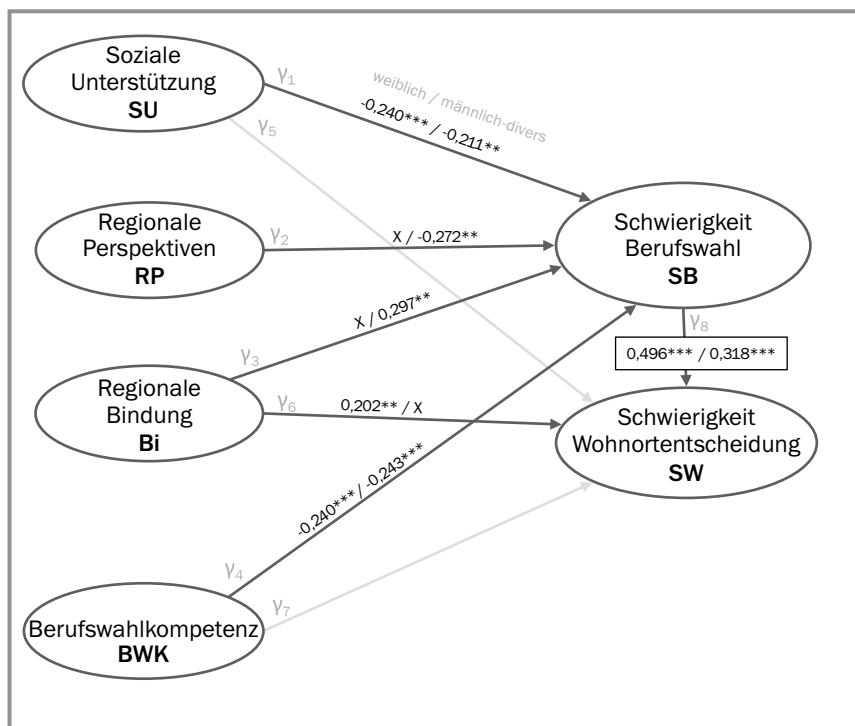 Soziale
Unterstützung
SU
γ1
γ5
weiblich / männlich-divers
-0,240*** / -0,211**
Regionale
Perspektiven
RP
γ2
X / -0,272**
Schwierigkeit
Berufswahl
SB
X / 0,297**
γ3
γ8
0,496*** / 0,318***
Regionale
Bindung
Bi
γ6
0,202** / X
Schwierigkeit
Wohnortentscheidung
SW
-0,240*** / -0,243***
γ4
γ7
Berufswahlkompetenz
BWK